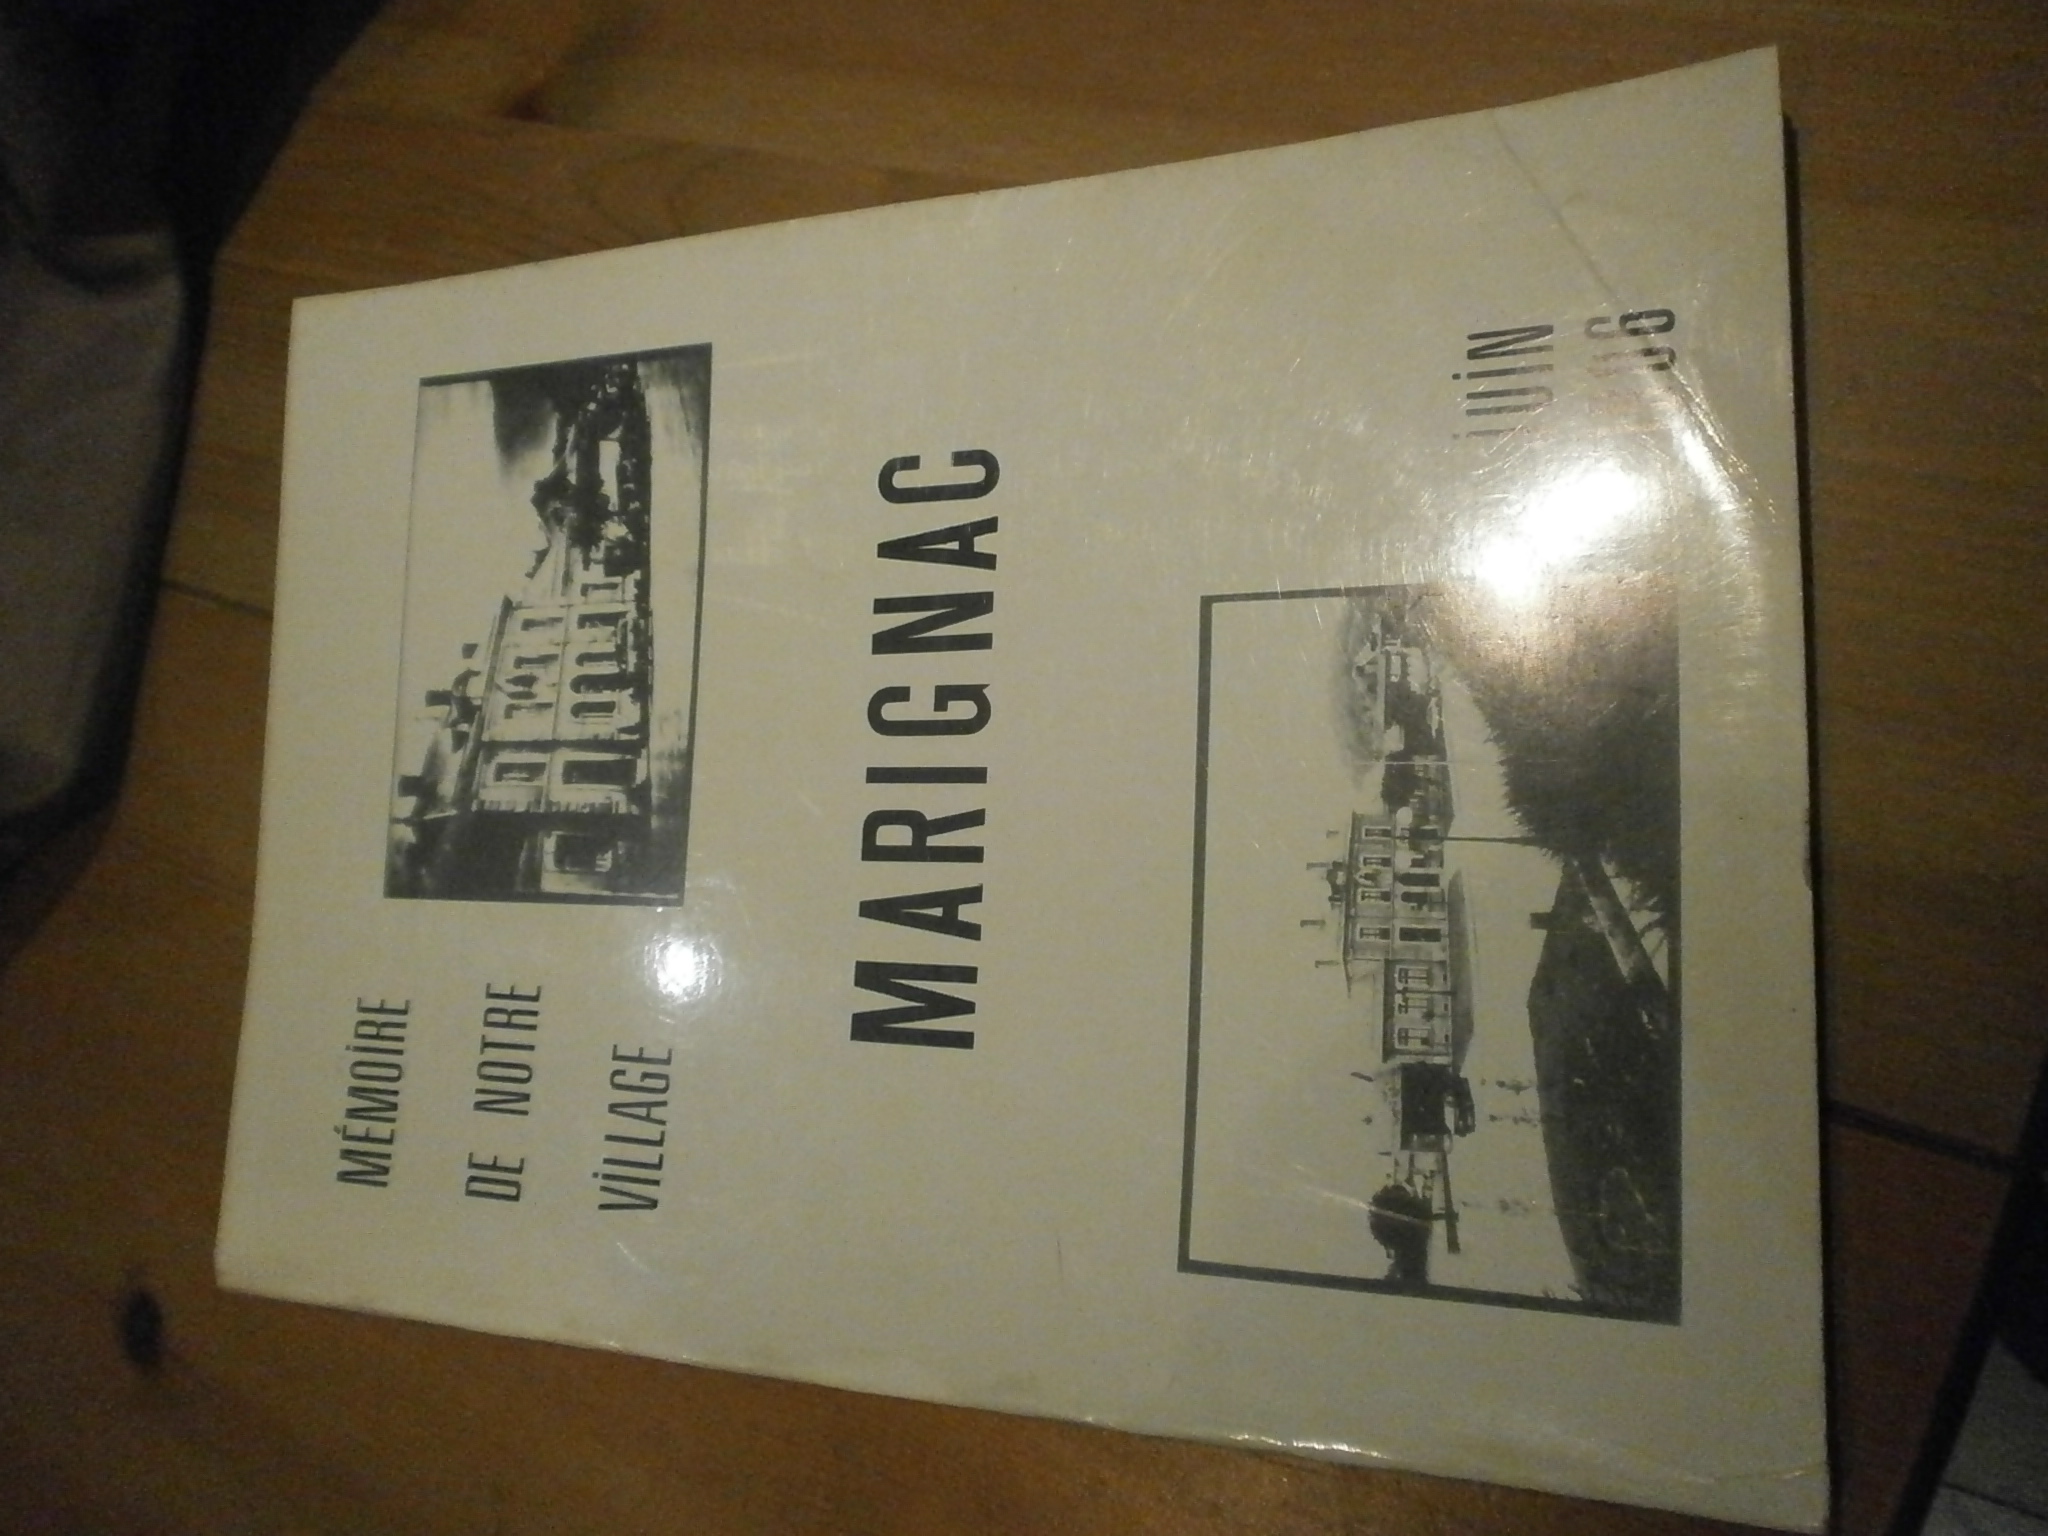 MÉMOiRE
DE NOTRE
ViLLAGE
MARIGNAC
jUiN